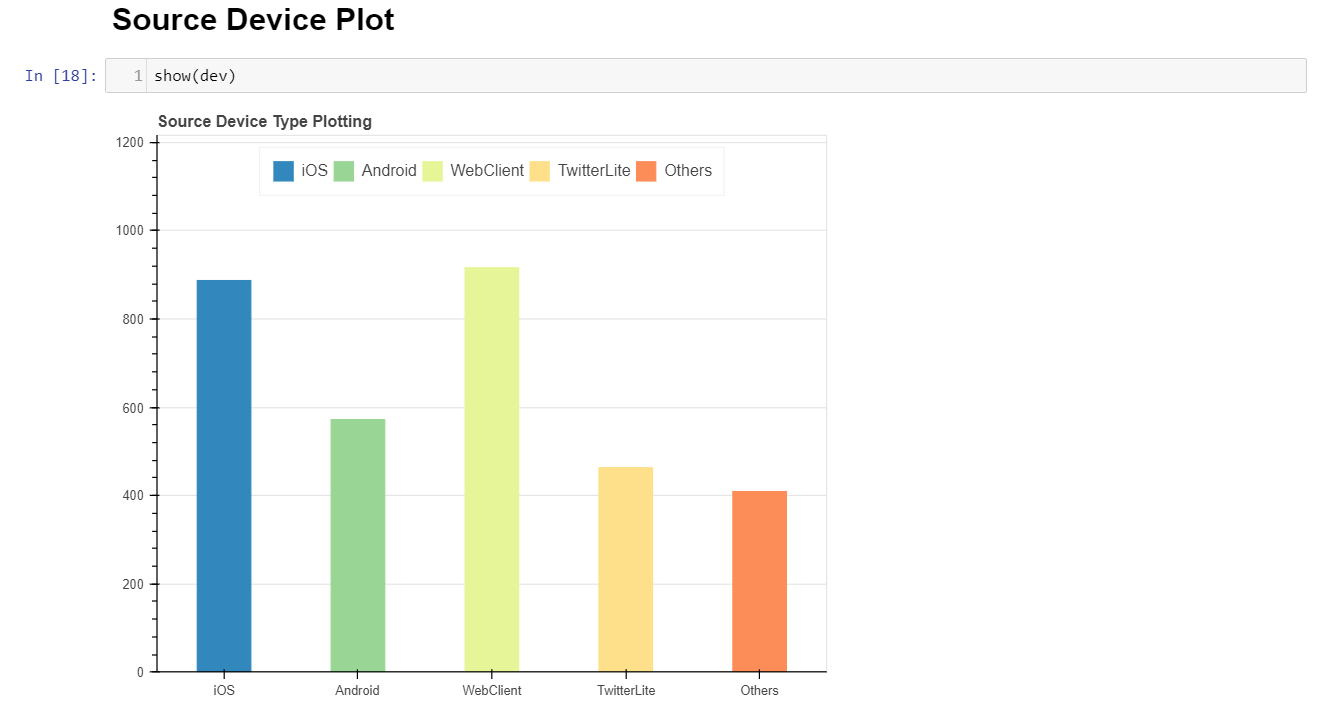 Source Device Plot
In [18]: 1 show(dev)
Source Device Type Plotting
iOS Android WebClient TwitterLite Others
1200
1000
800
600
400
200
0
iOS Android WebClient TwitterLite Others